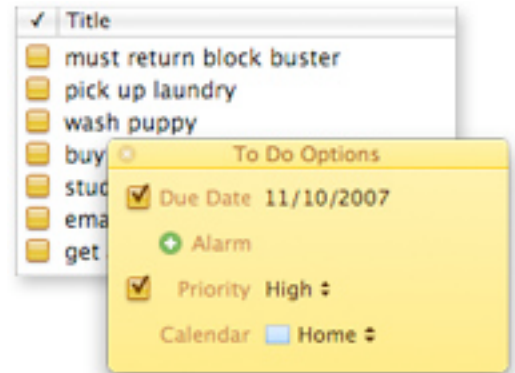 ✓ Title
must return block buster
pick up laundry
wash puppy
buy
stud
ema
get
To Do Options
Due Date 11/10/2007
Alarm
Priority High
Calendar Home